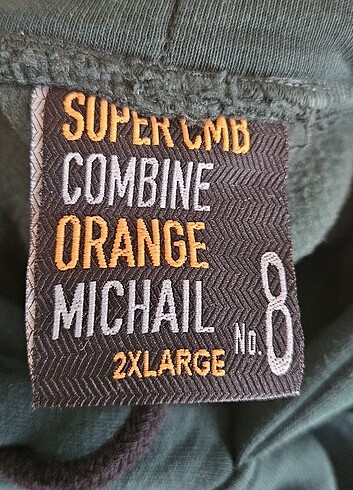 SUPER CMB
COMBINE
ORANGE
MICHAIL
No. 8
2XLARGE